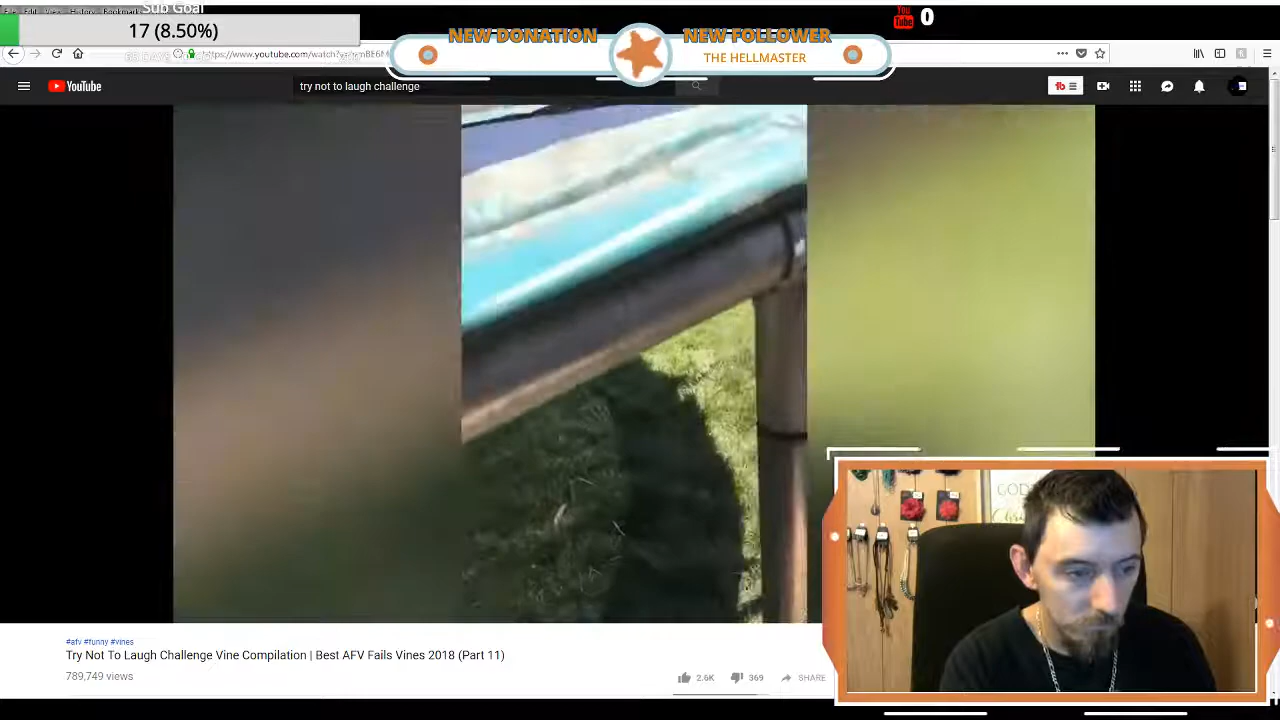 Sub Goal
17 (8.50%)
NEW DONATION
NEW FOLLOWER
THE HELLMASTER
You
Tube
0
YouTube
try not to laugh challenge
#afv #funny #vines
Try Not To Laugh Challenge Vine Compilation | Best AFV Fails Vines 2018 (Part 11)
789,749 views
2.6K
369
SHARE